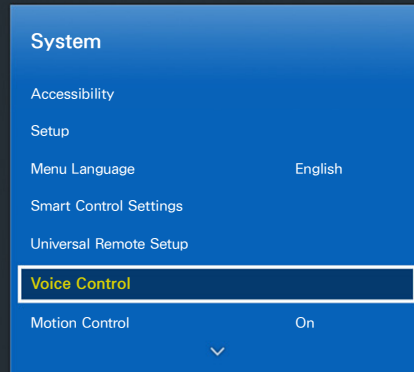 System
Accessibility
Setup
Menu Language English
Smart Control Settings
Universal Remote Setup
Voice Control
Motion Control On